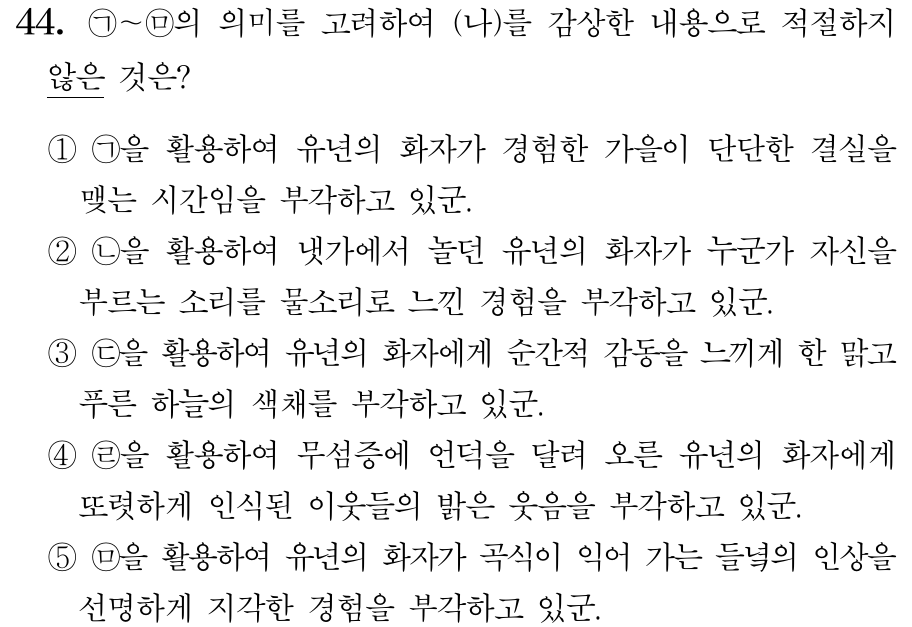 44. ㉠~㉤의 의미를 고려하여 (나)를 감상한 내용으로 적절하지
않은 것은?
① ㉠을 활용하여 유년의 화자가 경험한 가을이 단단한 결실을
맺는 시간임을 부각하고 있군.
② ㉡을 활용하여 냇가에서 놀던 유년의 화자가 누군가 자신을
부르는 소리를 물소리로 느낀 경험을 부각하고 있군.
③ ㉢을 활용하여 유년의 화자에게 순간적 감동을 느끼게 한 맑고
푸른 하늘의 색채를 부각하고 있군.
④ ㉣을 활용하여 무섬증에 언덕을 달려 오른 유년의 화자에게
또렷하게 인식된 이웃들의 밝은 웃음을 부각하고 있군.
⑤ ㉤을 활용하여 유년의 화자가 곡식이 익어 가는 들녘의 인상을
선명하게 지각한 경험을 부각하고 있군.